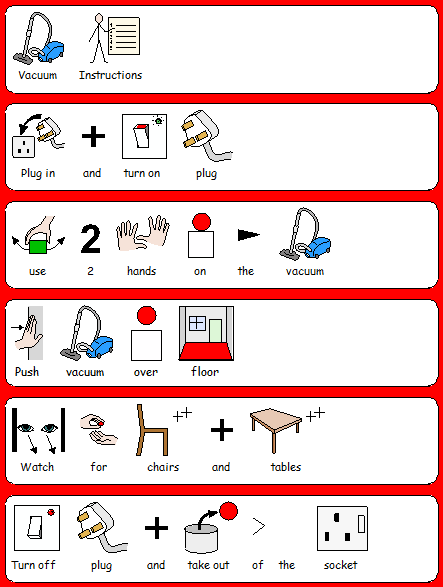 Vacuum Instructions
Plug in and turn on plug
2
use 2 hands on the vacuum
Push vacuum over floor
Watch for chairs and tables
Turn off plug and take out of the socket